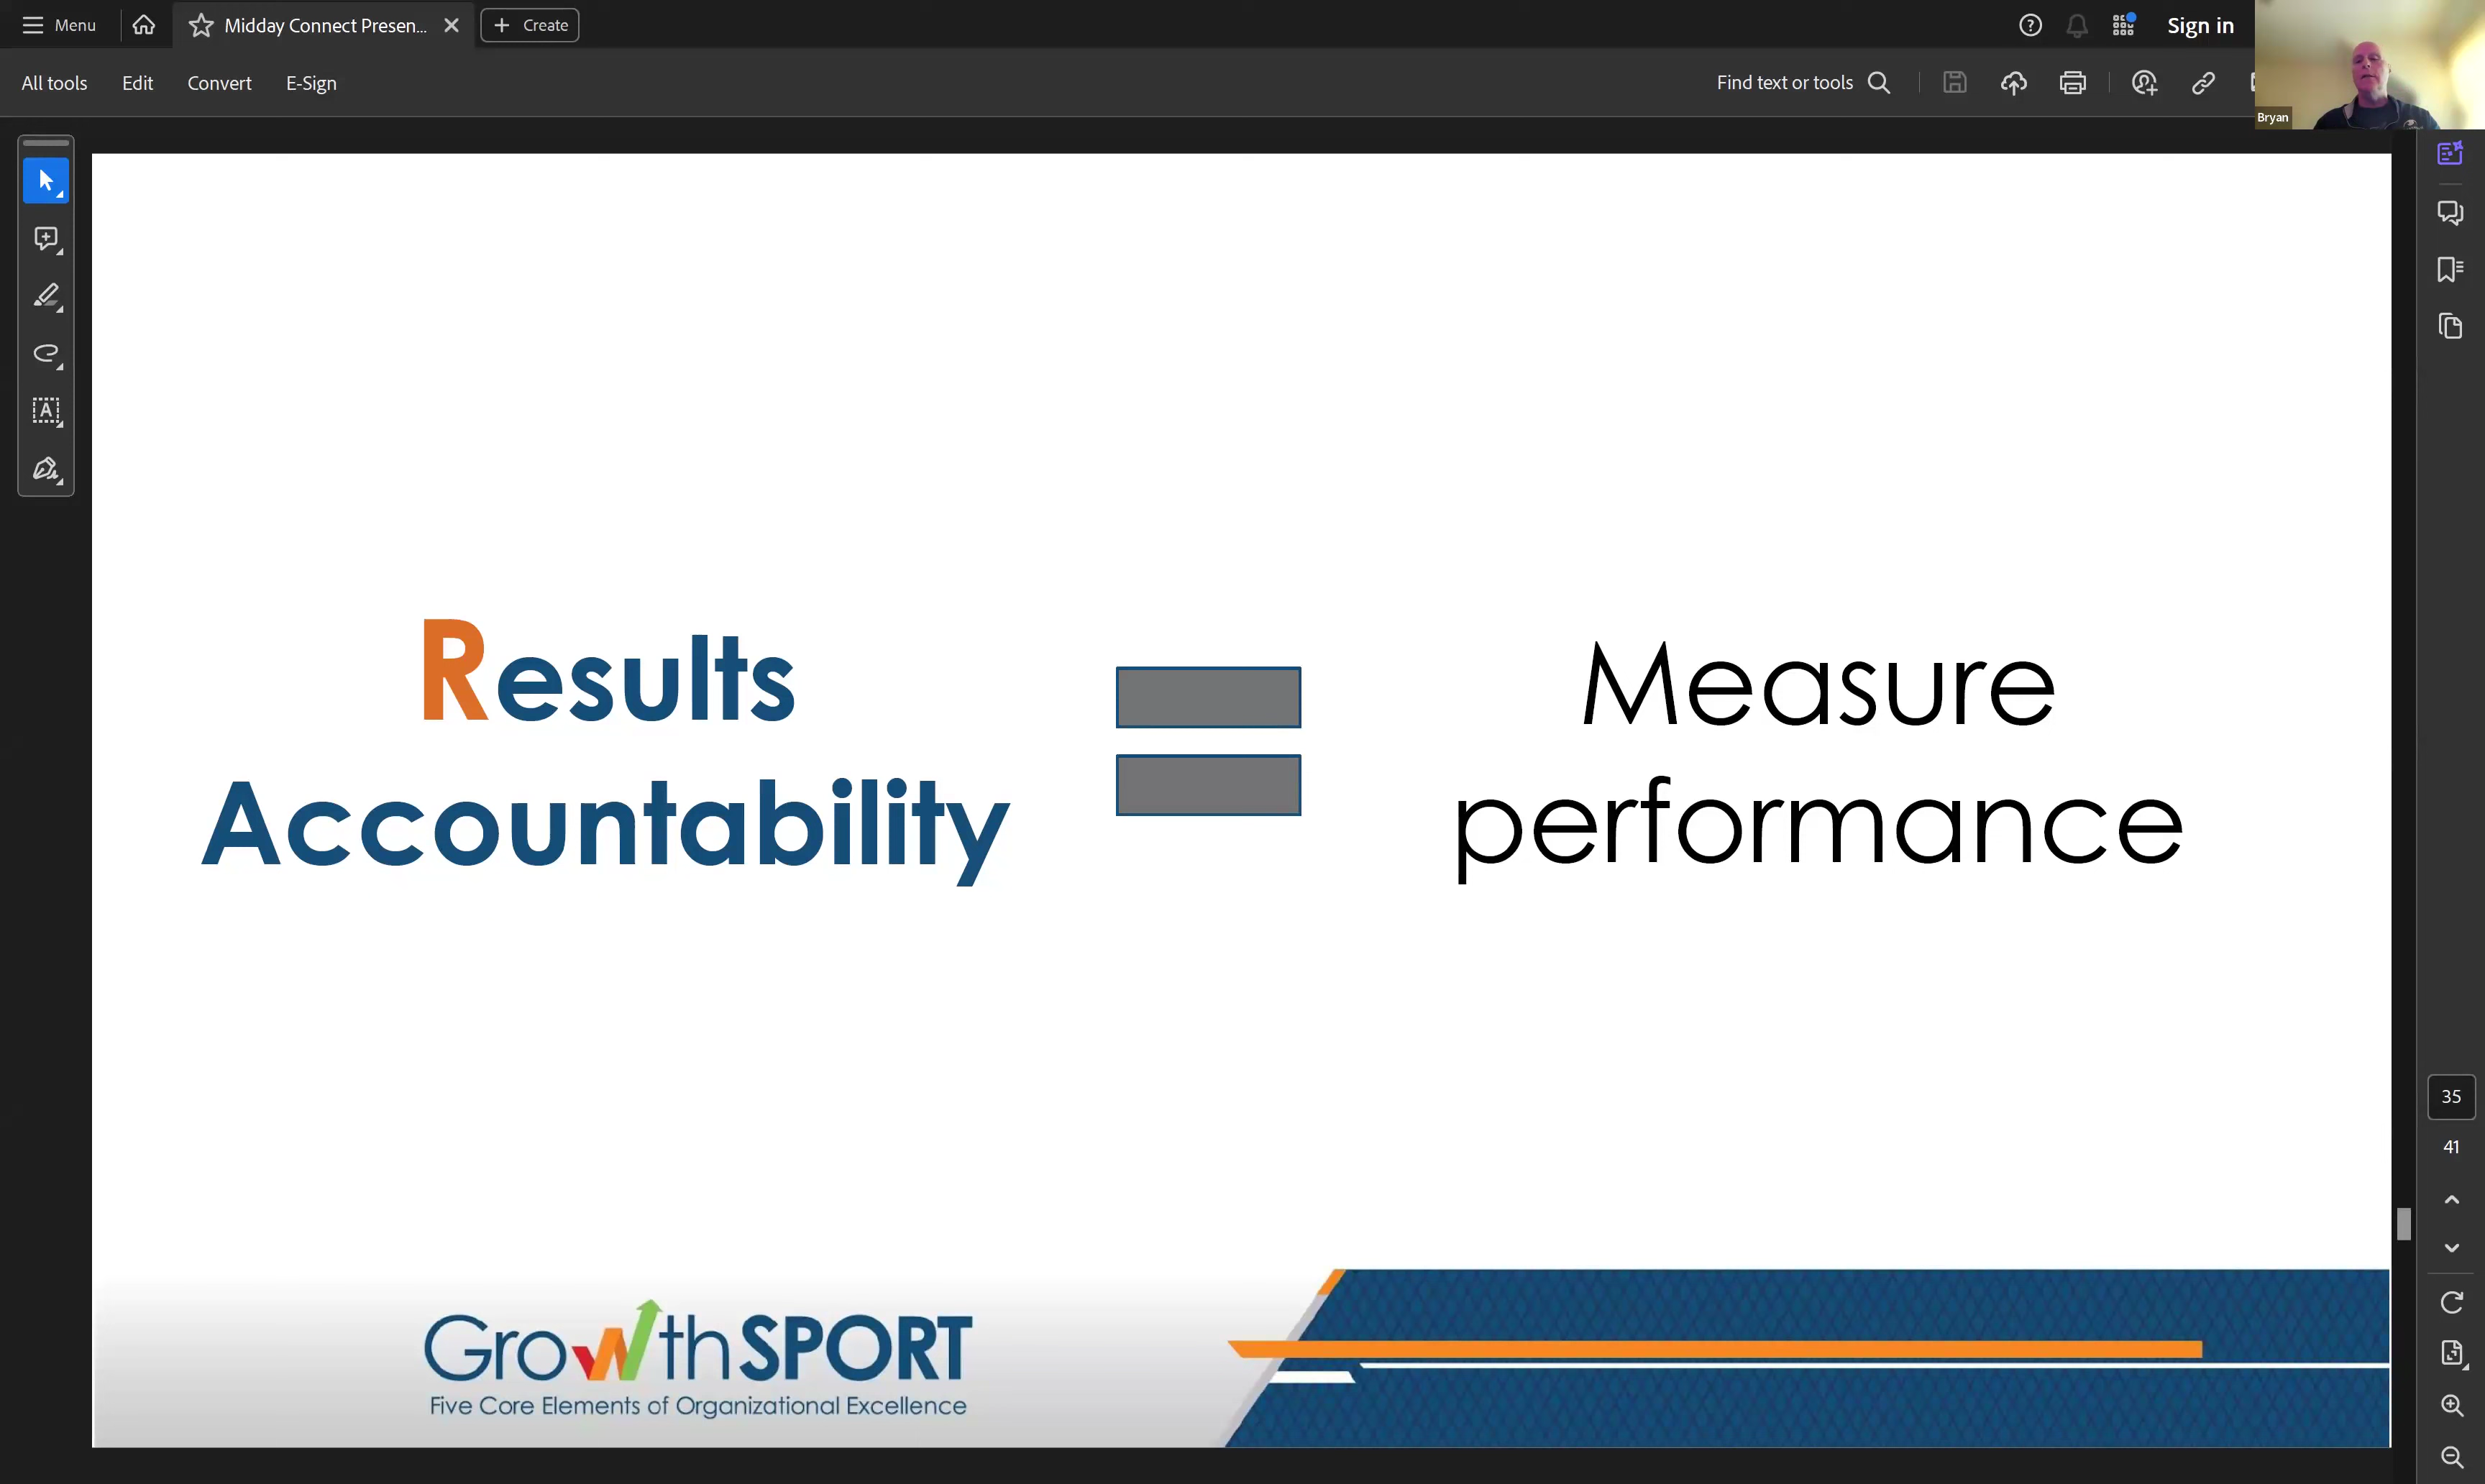 Menu
Midday Connect Presen...
Create
Sign in
All tools
Edit
Convert
E-Sign
Find text or tools
Bryan
Results
Accountability
Measure
performance
35
41
GrowthSPORT
Five Core Elements of Organizational Excellence